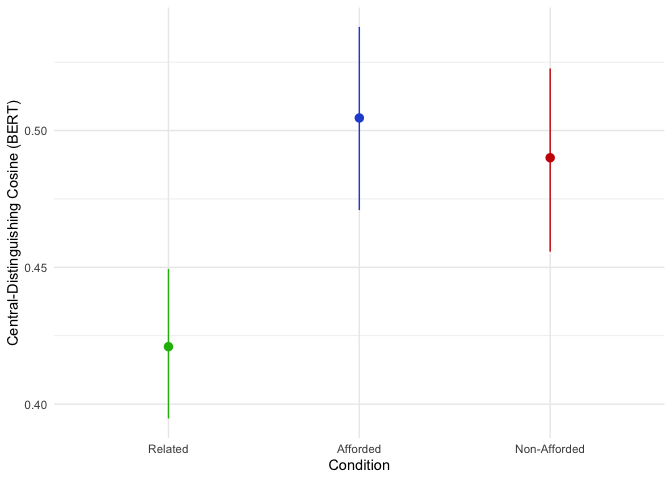 Central-Distinguishing Cosine (BERT)
0.50
0.45
0.40
Related Afforded Non-Afforded
Condition